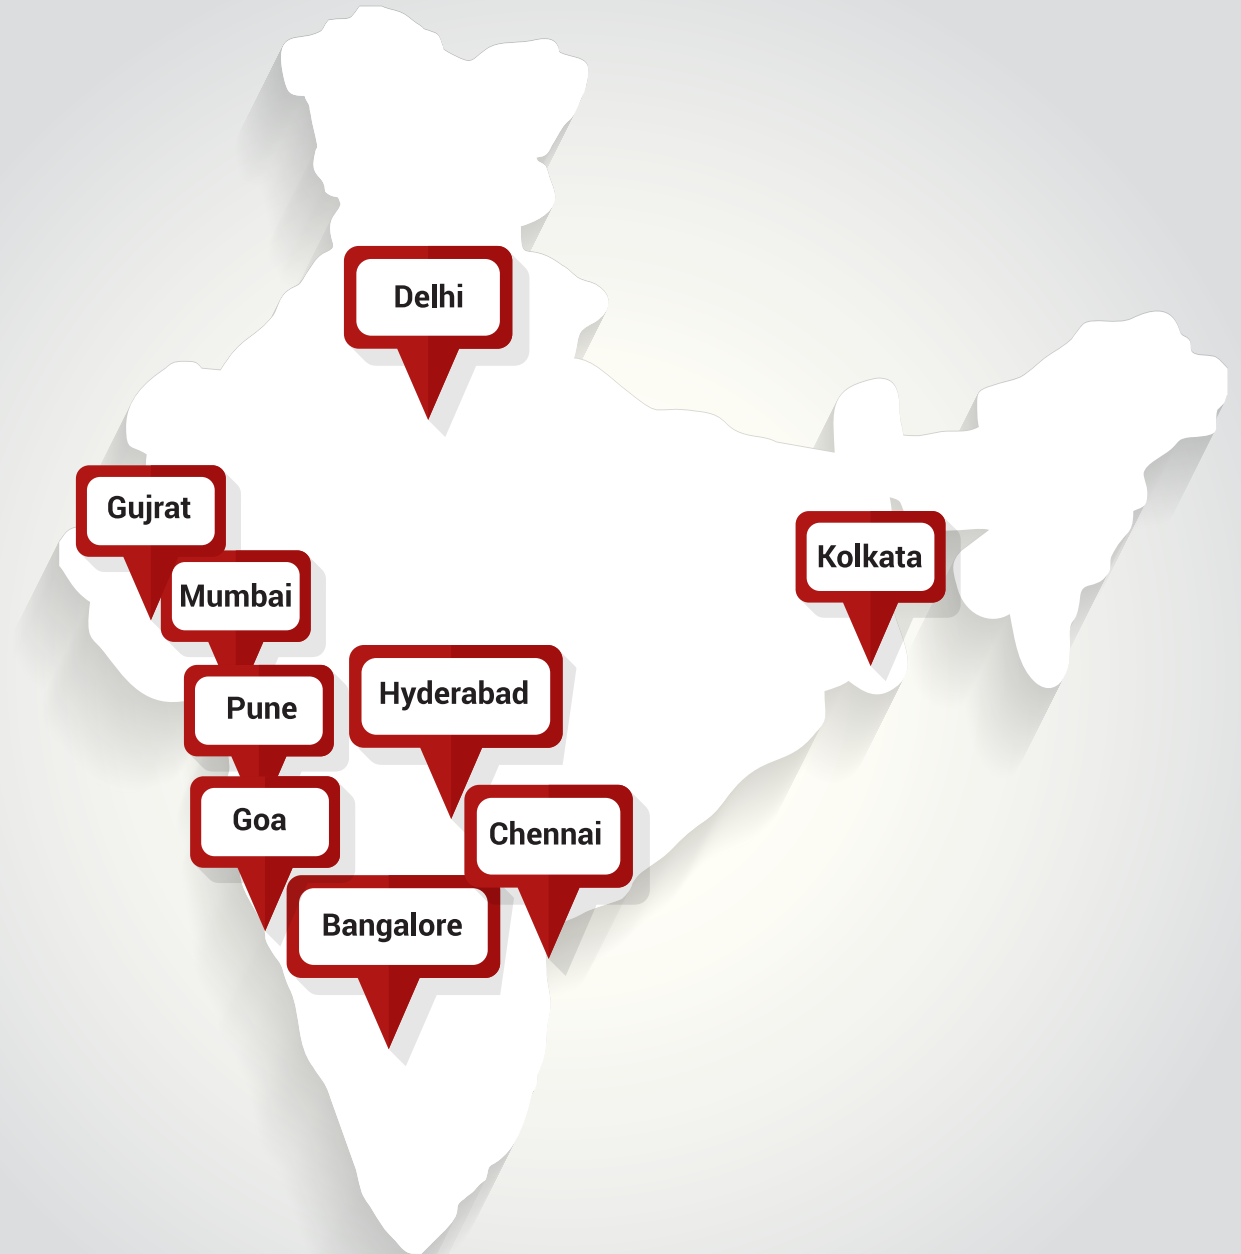 Delhi
Gujrat
Kolkata
Mumbai
Hyderabad
Pune
Goa
Chennai
Bangalore